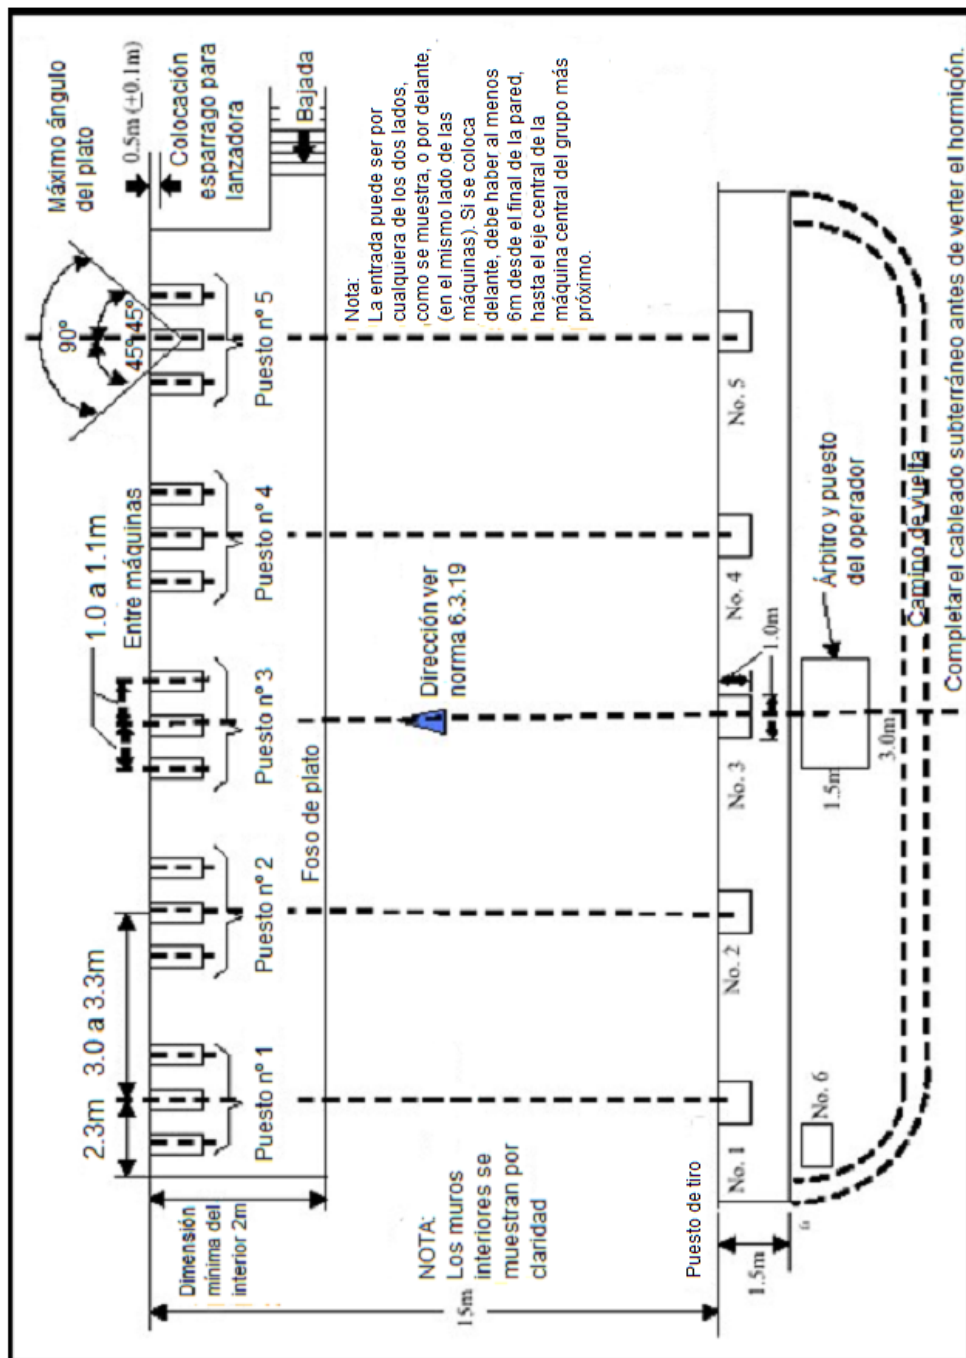 Máximo ángulo
del plato
0.5m (±0.1m)
Colocación
esparrago para
lanzadora
Bajada
90º
45º
45º
1.0 a 1.1m
Entre máquinas
3.0 a 3.3m
2.3m
Puesto nº 1
Puesto nº 2
Puesto nº 3
Puesto nº 4
Puesto nº 5
Dimensión
mínima del
interior 2m
Foso de plato
Nota:
La entrada puede ser por
cualquiera de los dos lados,
como se muestra, o por delante,
(en el mismo lado de las
máquinas). Si se coloca
delante, debe haber al menos
6m desde el final de la pared,
hasta el eje central de la
máquina central del grupo más
próximo.
Dirección ver
norma 6.3.19
NOTA:
Los muros
interiores se
muestran por
claridad
15m
Puesto de tiro
No. 1
No. 2
No. 3
No. 4
No. 5
1.0m
1.5m
No. 6
1.5m
3.0m
Árbitro y puesto
del operador
Camino de vuelta
Completar el cableado subterráneo antes de verter el hormigón.